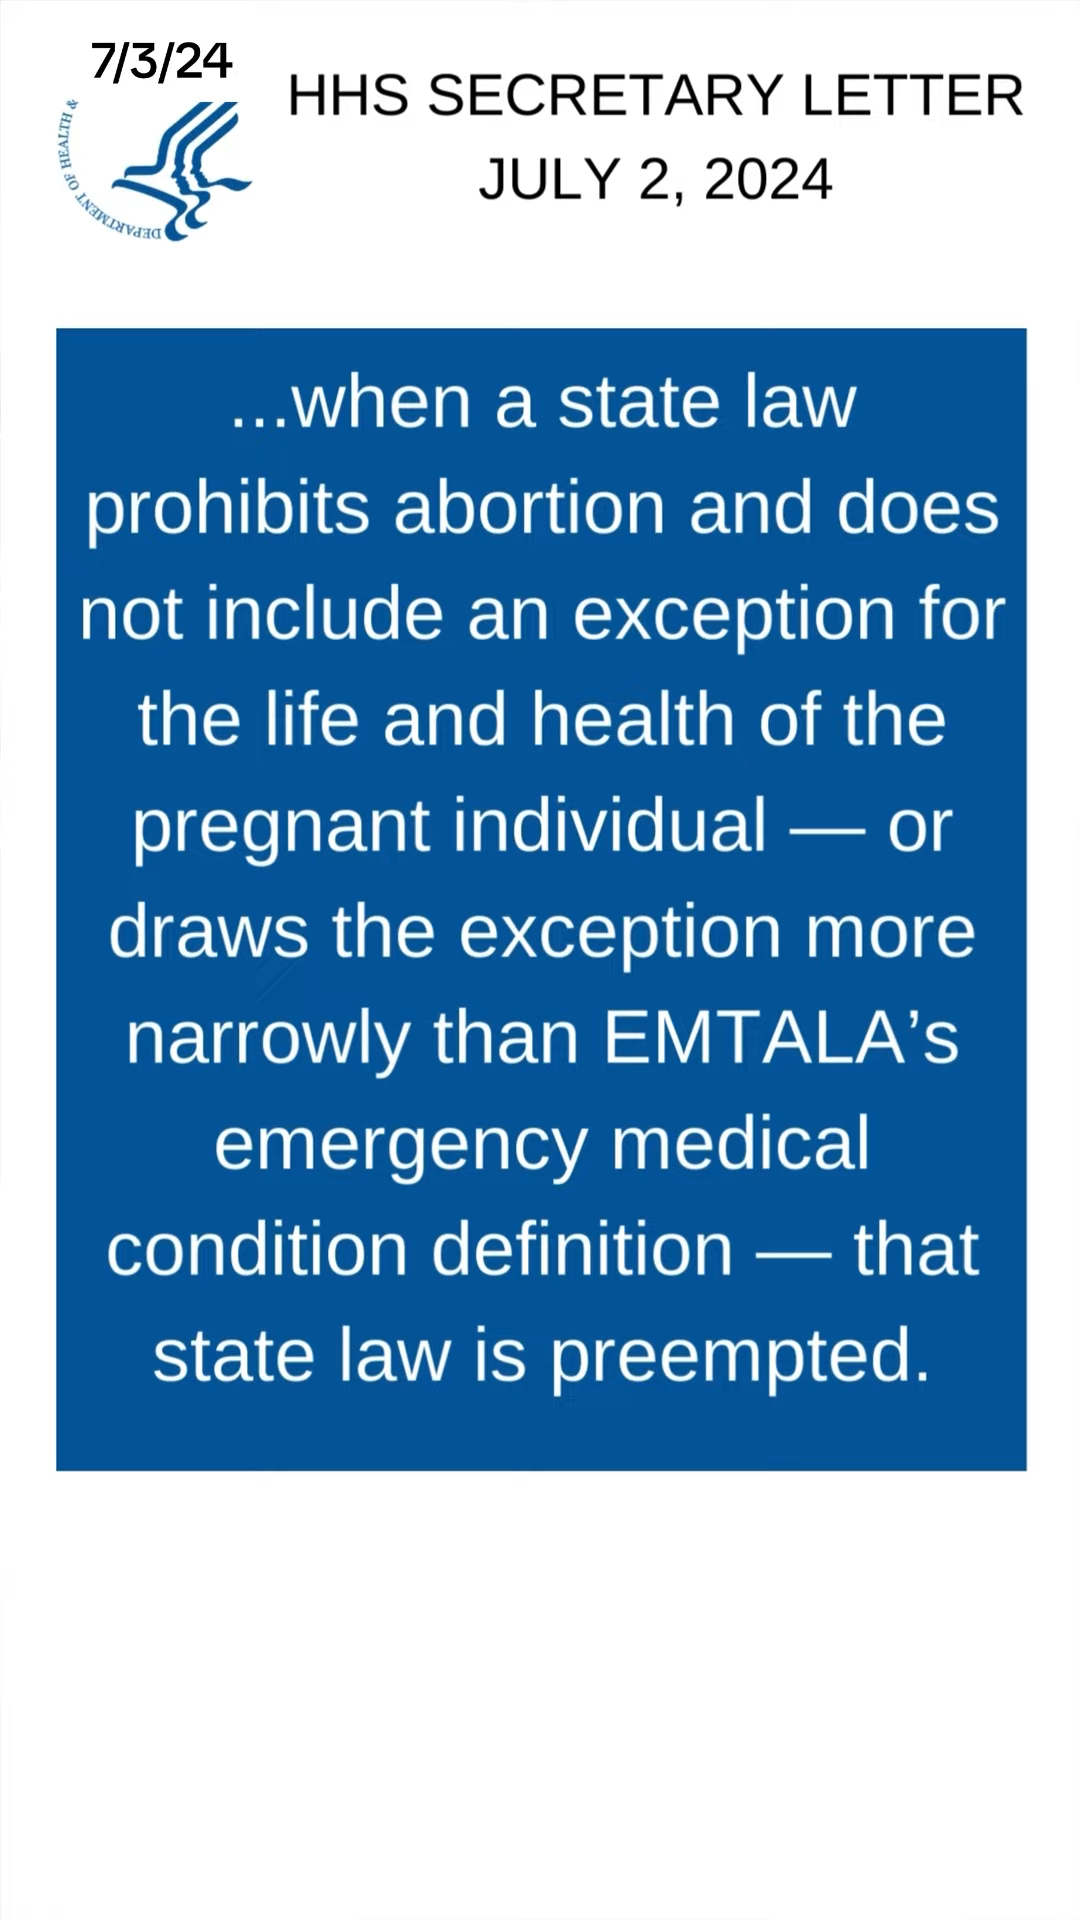 7/3/24
HHS SECRETARY LETTER
JULY 2, 2024
DEPARTMENT OF HEALTH &
...when a state law
prohibits abortion and does
not include an exception for
the life and health of the
pregnant individual — or
draws the exception more
narrowly than EMTALA’s
emergency medical
condition definition — that
state law is preempted.